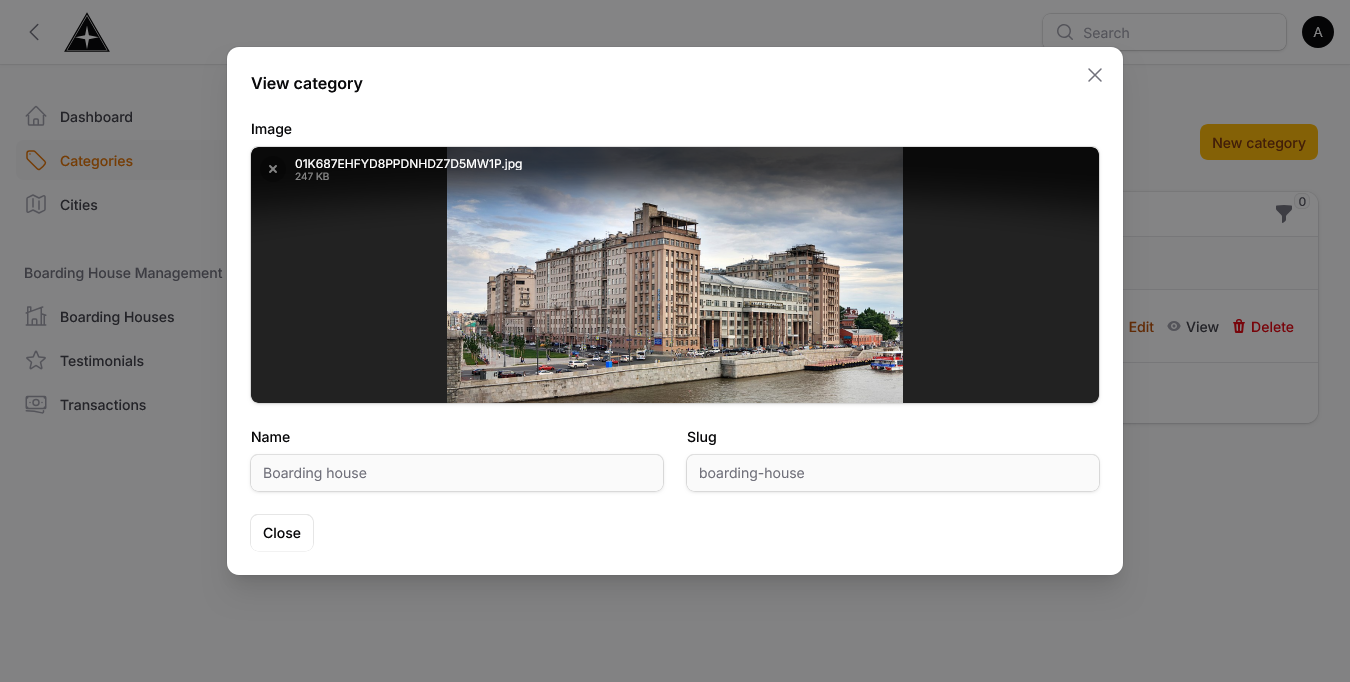 Search
A
View category
Dashboard
Categories
Cities
Boarding House Management
Boarding Houses
Testimonials
Transactions
New category
0
Edit
View
Delete
Image
01K687EHFYD8PPDNHDZ7D5MW1P.jpg
247 KB
Name
Slug
Boarding house
boarding-house
Close